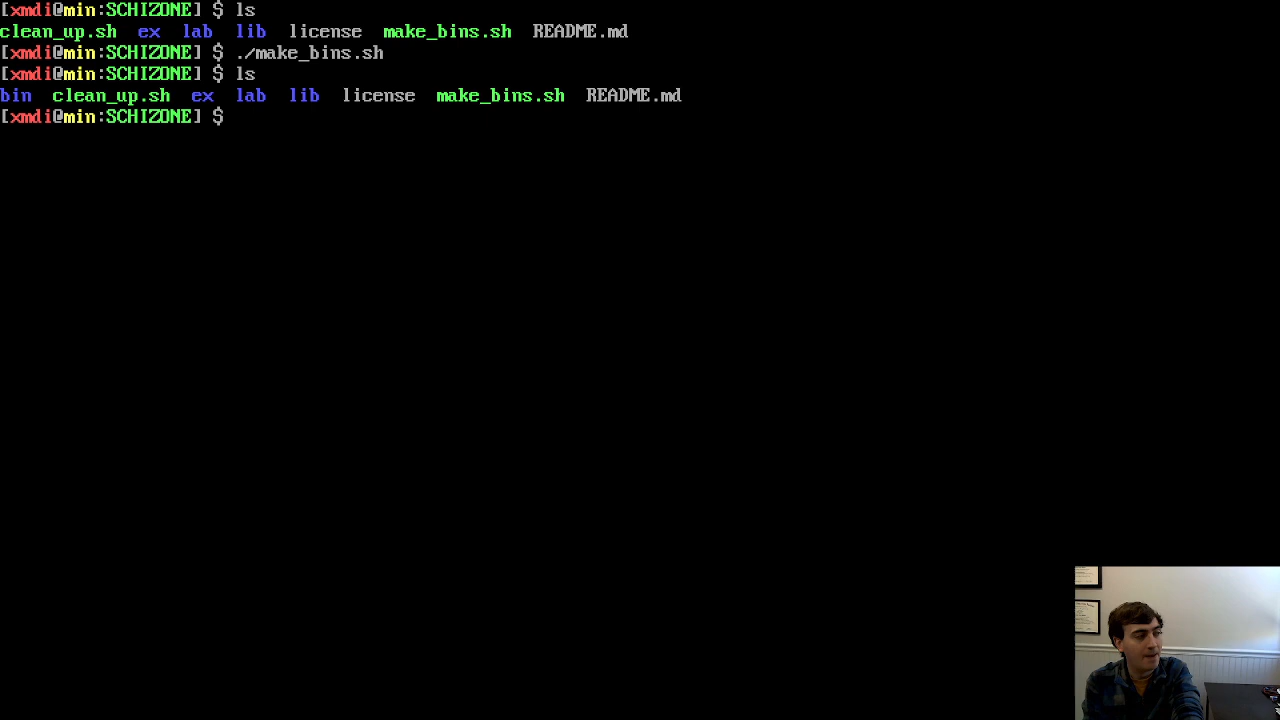 [xmdi@min:SCHIZONE] $ ls
clean_up.sh ex lab lib license make_bins.sh README.md
[xmdi@min:SCHIZONE] $ ./make_bins.sh
[xmdi@min:SCHIZONE] $ ls
bin clean_up.sh ex lab lib license make_bins.sh README.md
[xmdi@min:SCHIZONE] $